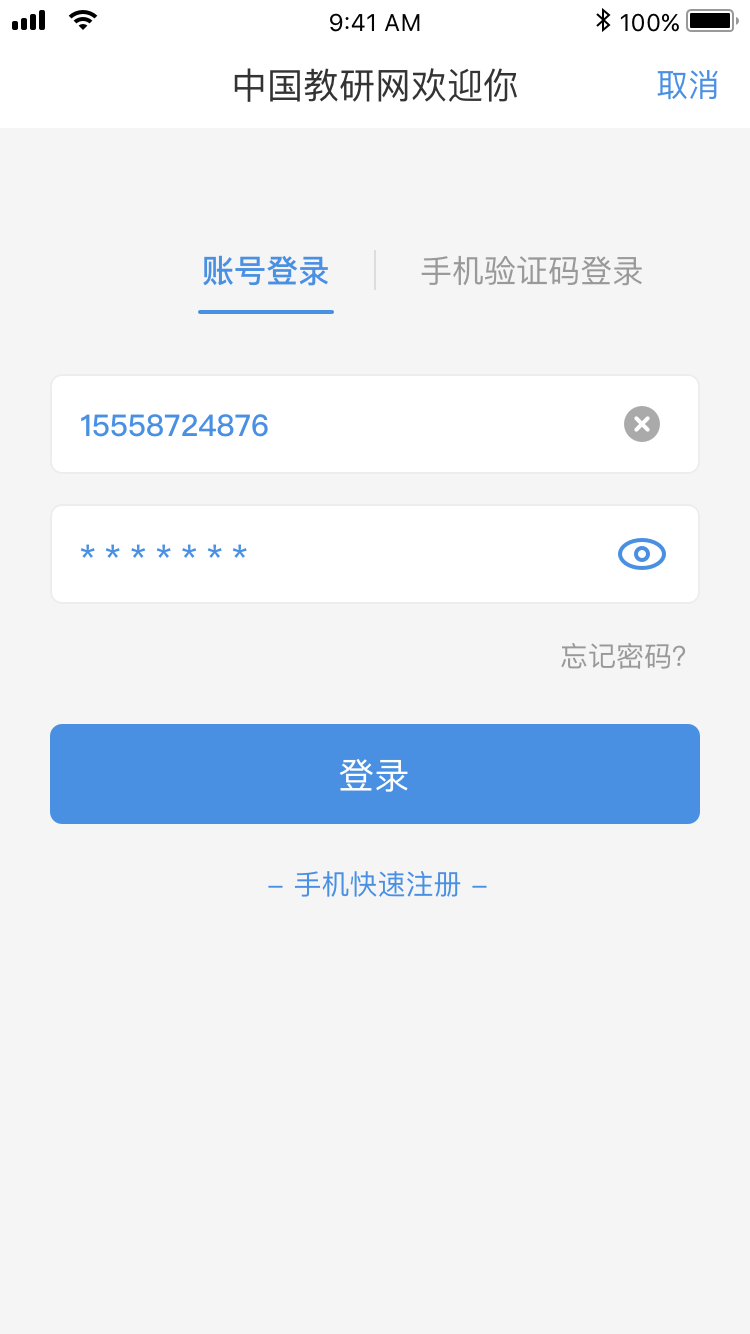 9:41 AM 100%
中国教研网欢迎你 取消
账号登录 手机验证码登录
15558724876
* * * * * * *
忘记密码?
登录
– 手机快速注册 –